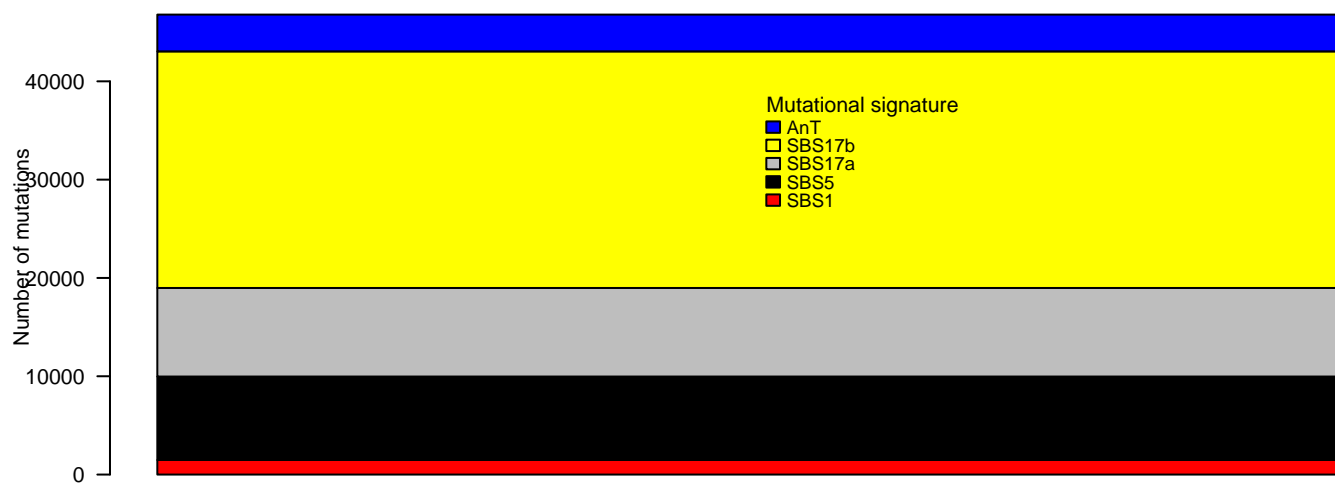 Number of mutations
40000
30000
20000
10000
0
Mutational signature
AnT
SBS17b
SBS17a
SBS5
SBS1